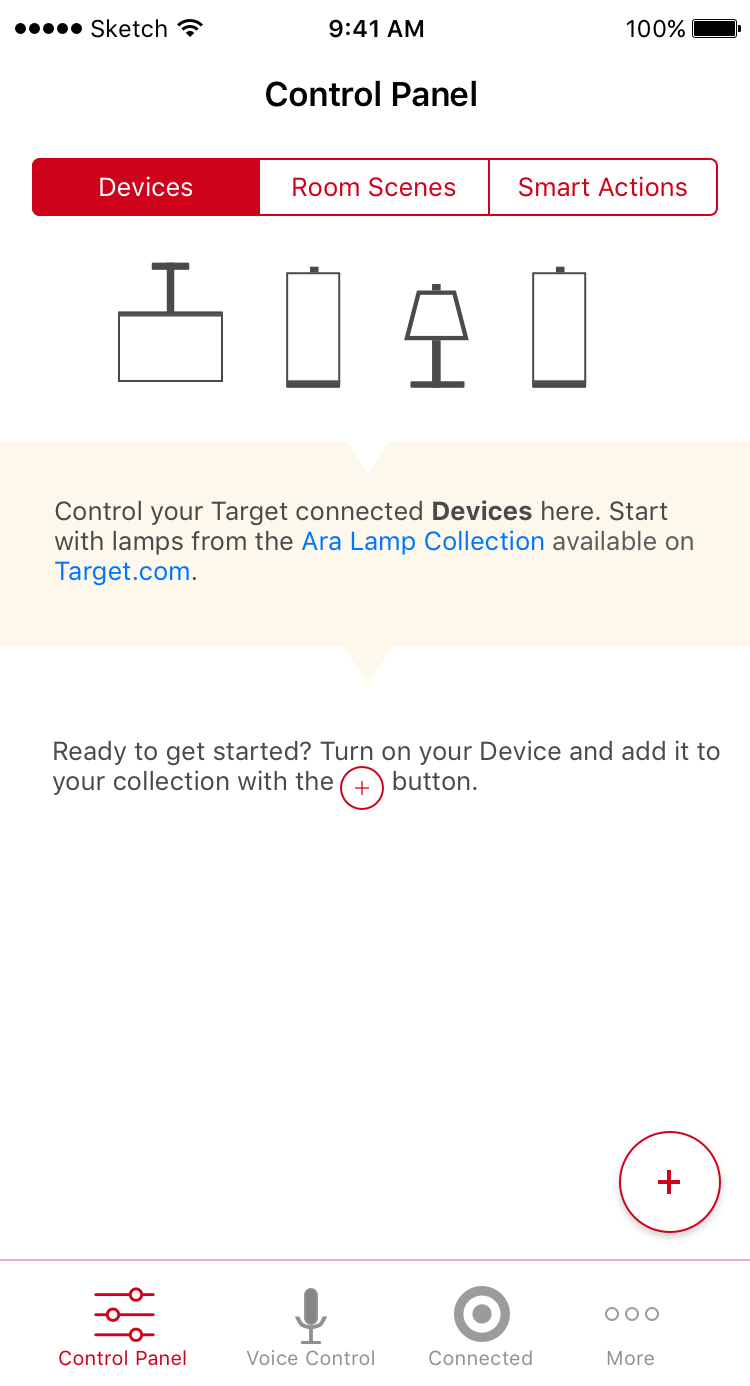 Sketch 9:41 AM 100%
Control Panel
Devices Room Scenes Smart Actions
Control your Target connected Devices here. Start
with lamps from the Ara Lamp Collection available on
Target.com.
Ready to get started? Turn on your Device and add it to
your collection with the + button.
+
Control Panel Voice Control Connected More